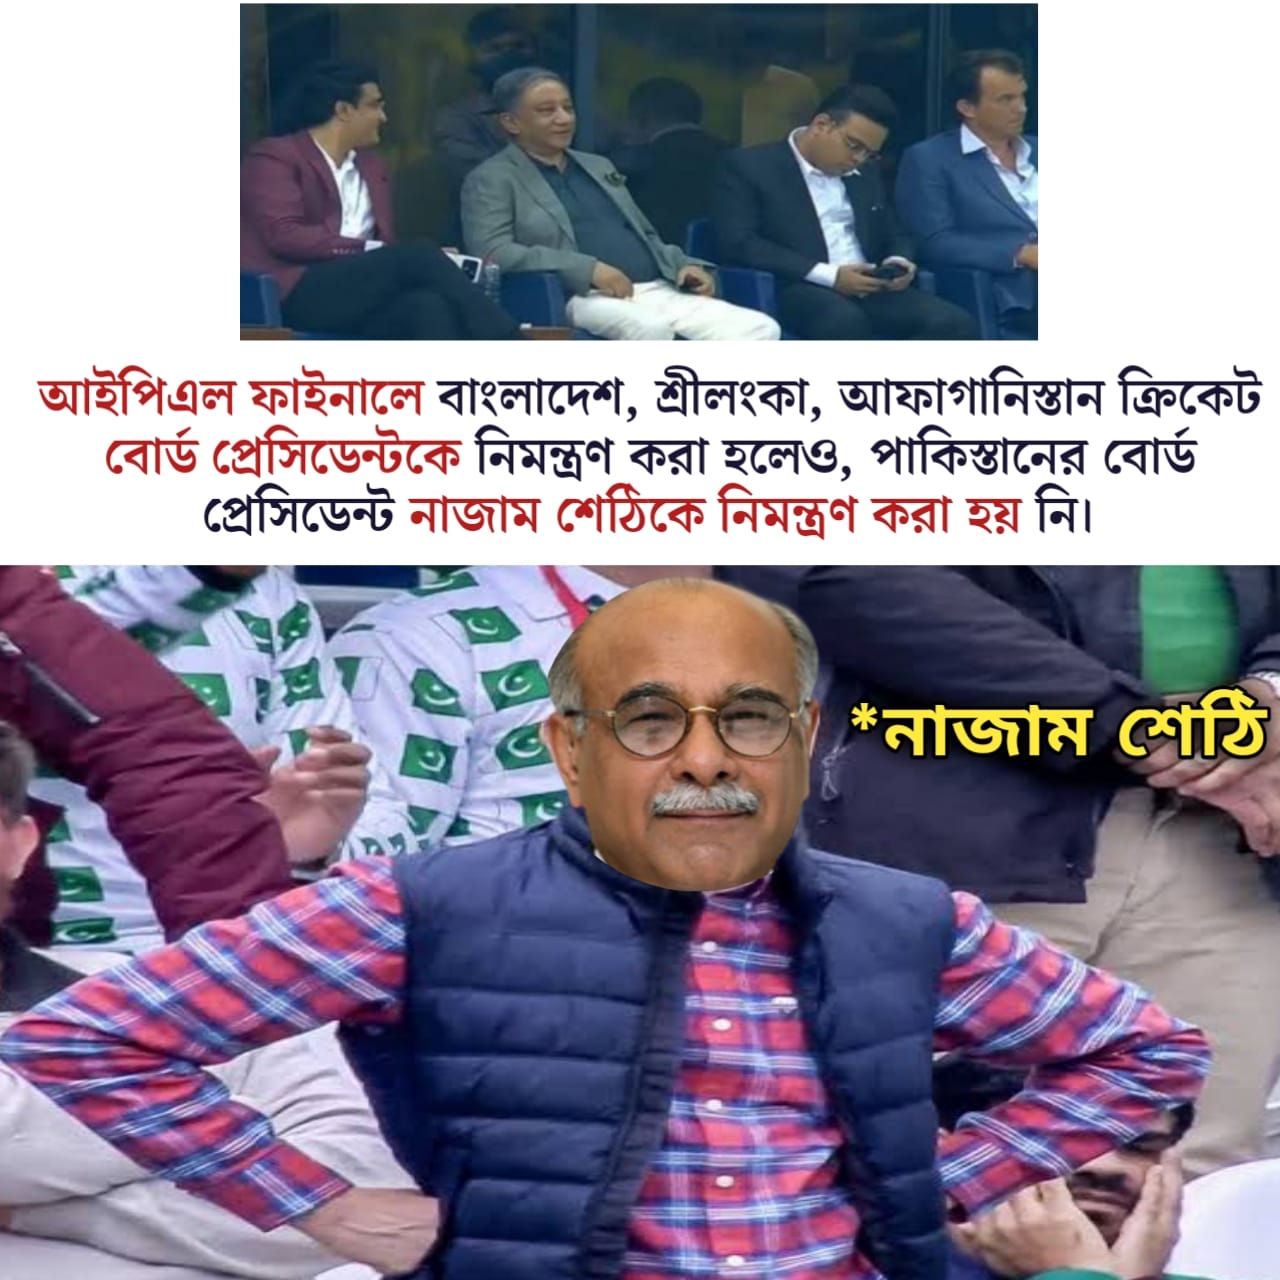 আইপিএল ফাইনালে বাংলাদেশ, শ্রীলংকা, আফাগানিস্তান ক্রিকেট
বোর্ড প্রেসিডেন্টকে নিমন্ত্রণ করা হলেও, পাকিস্তানের বোর্ড
প্রেসিডেন্ট নাজাম শেঠিকে নিমন্ত্রণ করা হয় নি।
*নাজাম শেঠি